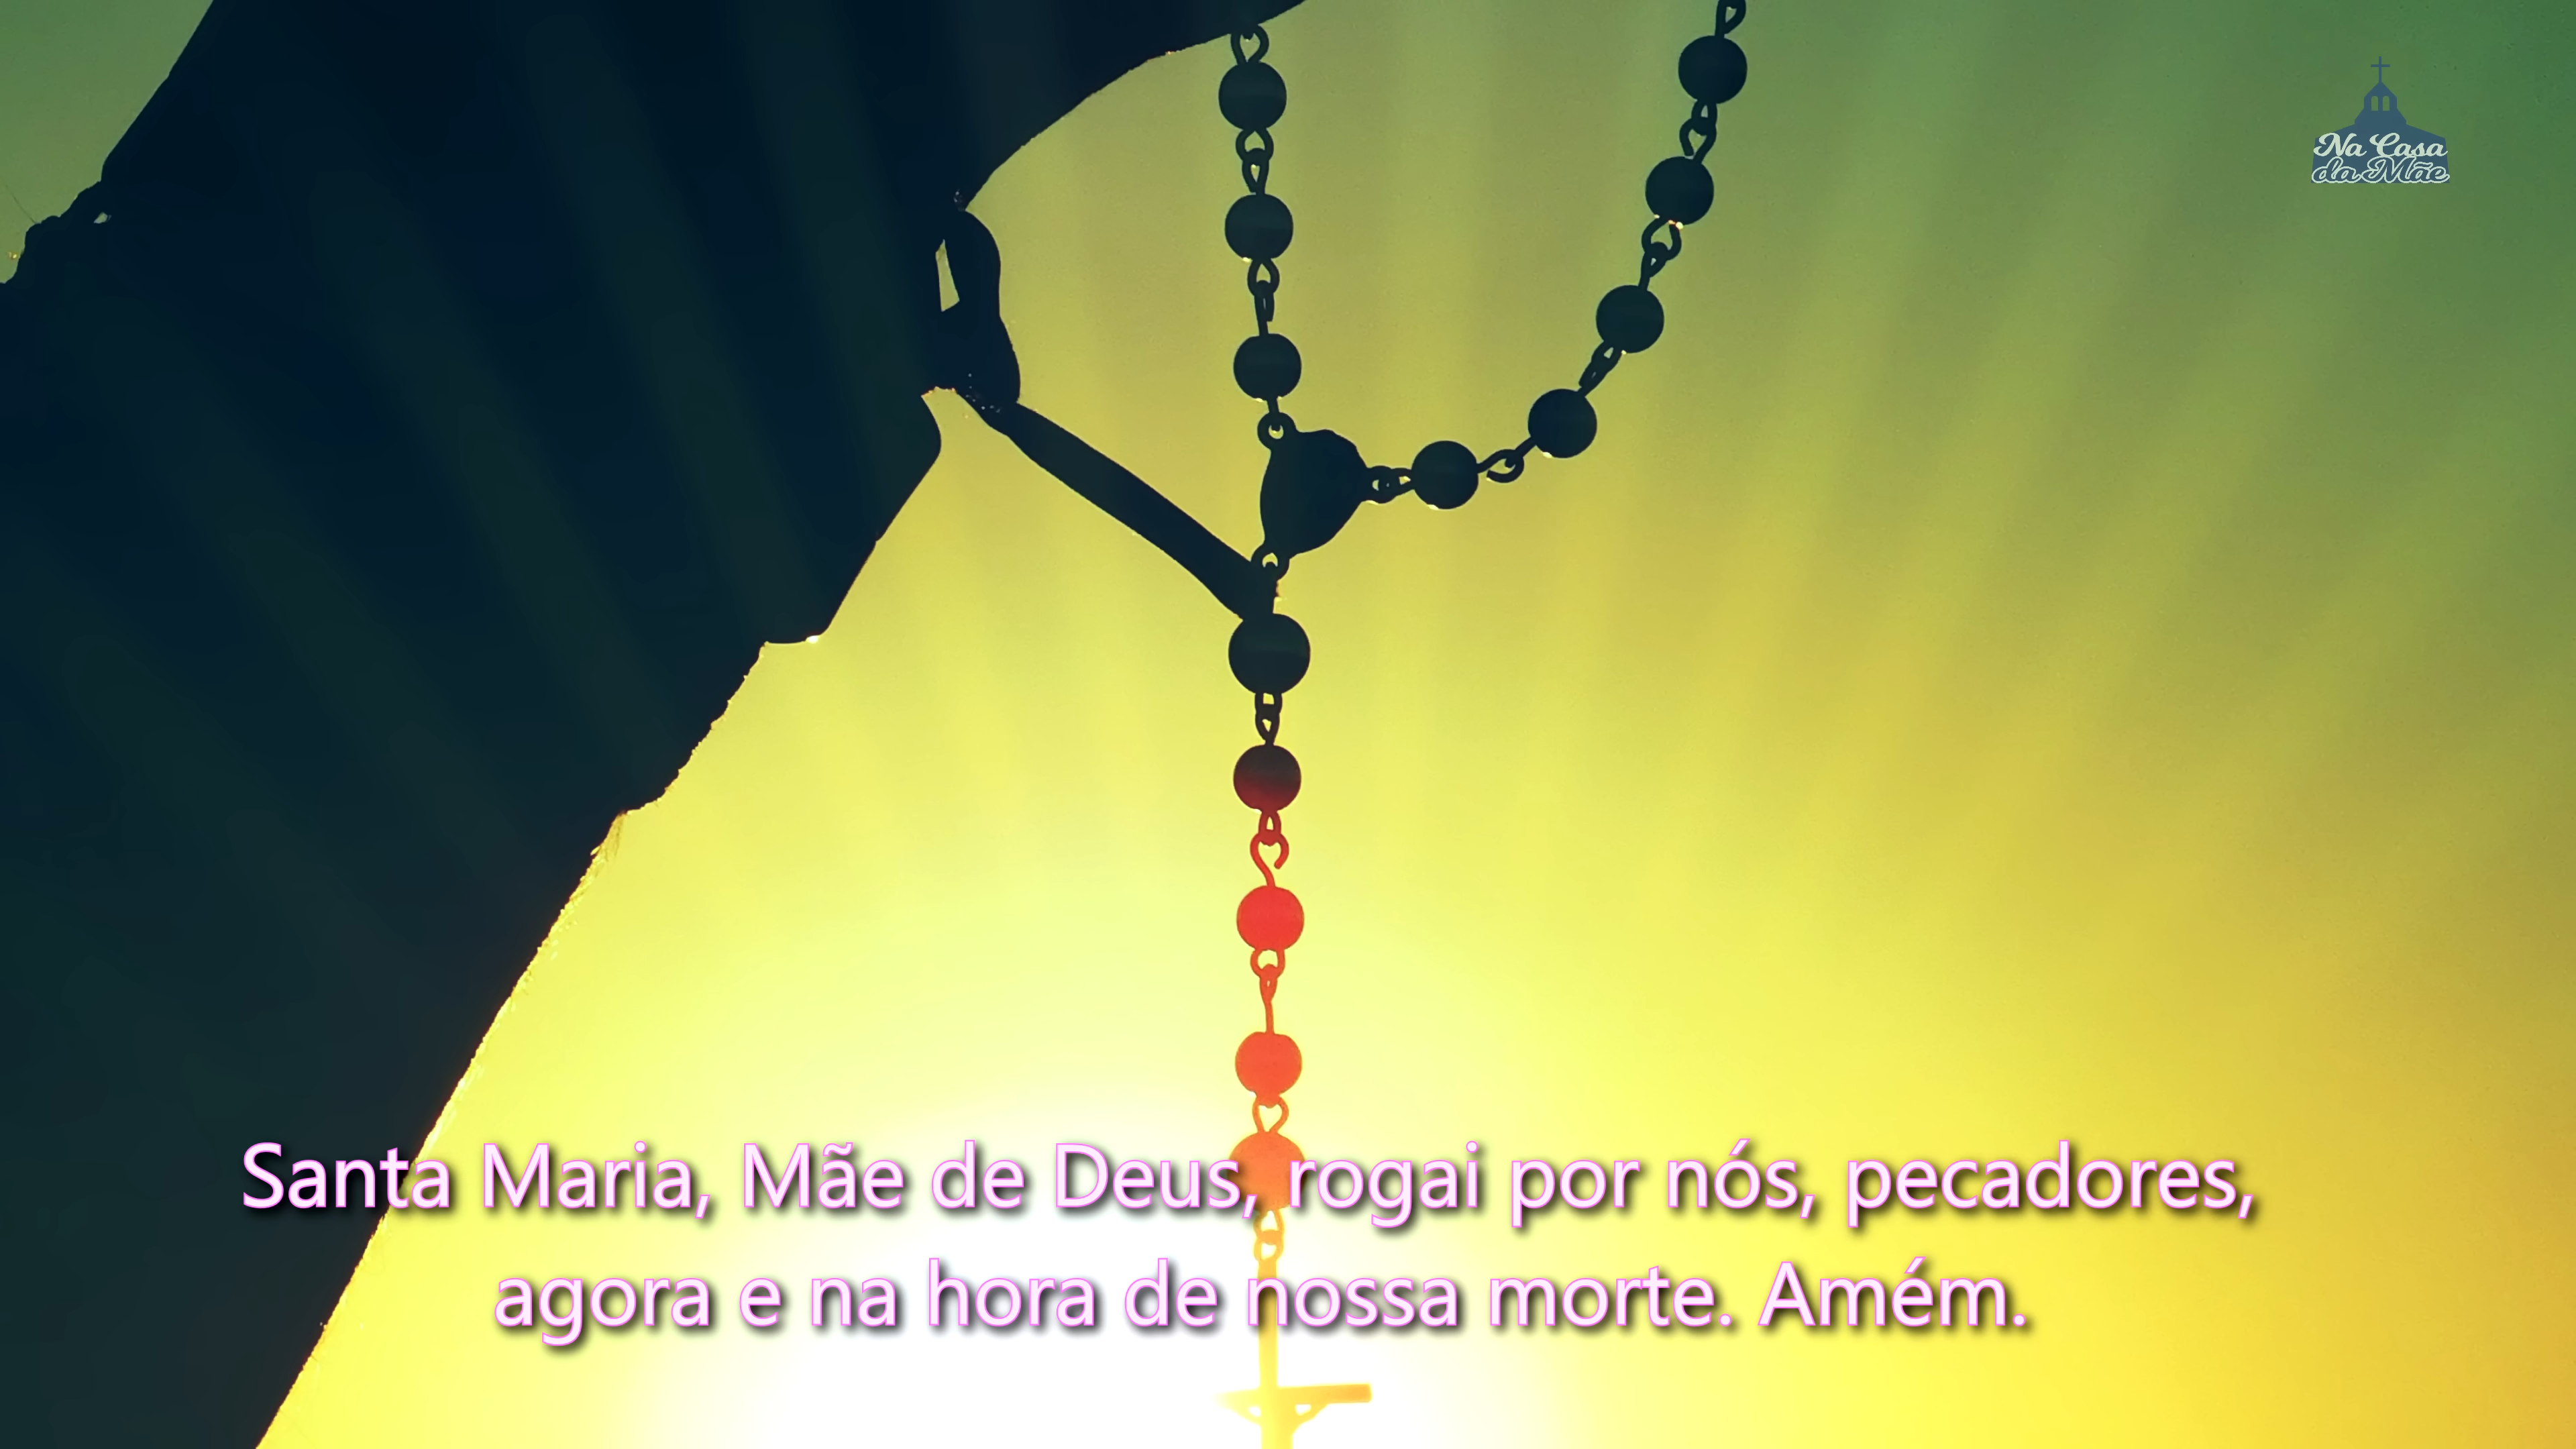 Na Casa
da Mãe
Santa Maria, Mãe de Deus, rogai por nós, pecadores,
agora e na hora de nossa morte. Amém.